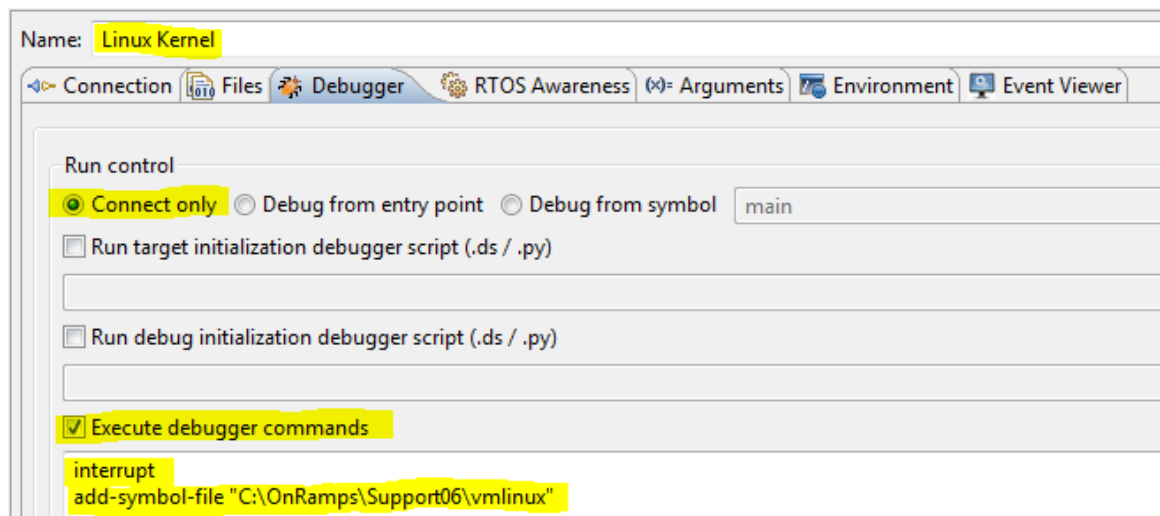 Name: Linux Kernel
Connection Files Debugger RTOS Awareness (x)= Arguments Environment Event Viewer
Run control
Connect only Debug from entry point Debug from symbol main
Run target initialization debugger script (.ds / .py)
Run debug initialization debugger script (.ds / .py)
Execute debugger commands
interrupt
add-symbol-file "C:\OnRamps\Support06\vmlinux"